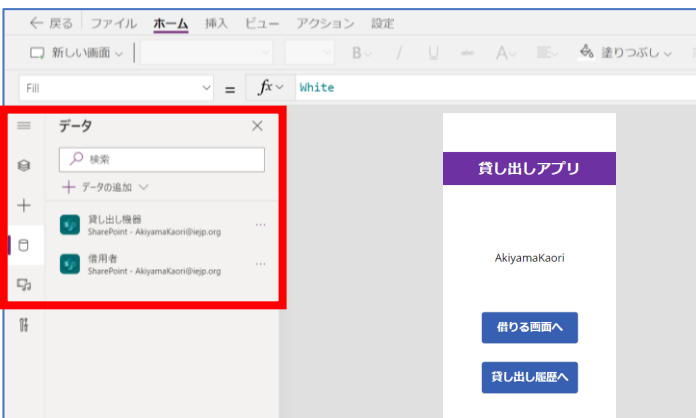 ← 戻る ファイル ホーム 挿入 ビュー アクション 設定
新しい画面 B / U abc A 塗りつぶし
Fill = fx White
データ
検索
データの追加
貸し出し機器
SharePoint - AkiyamaKaori@iejp.org
借用者
SharePoint - AkiyamaKaori@iejp.org
貸し出しアプリ
AkiyamaKaori
借りる画面へ
貸し出し履歴へ